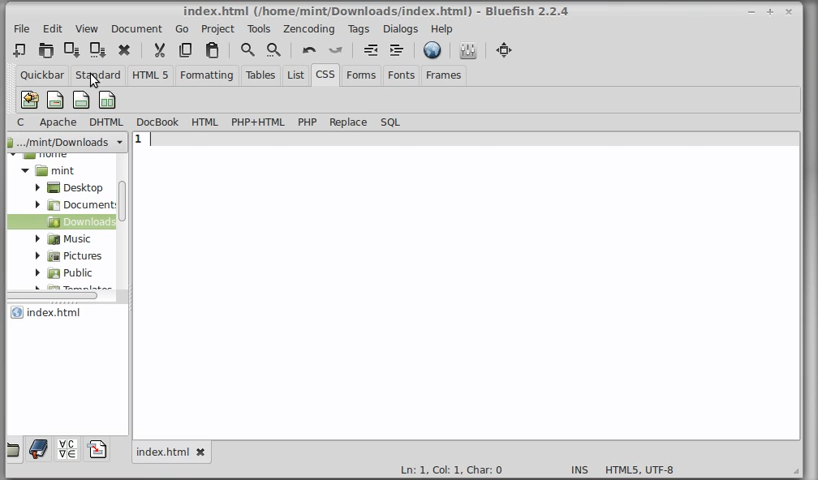 index.html (/home/mint/Downloads/index.html) - Bluefish 2.2.4
File Edit View Document Go Project Tools Zencoding Tags Dialogs Help
Quickbar Standard HTML 5 Formatting Tables List CSS Forms Fonts Frames
C Apache DHTML DocBook HTML PHP+HTML PHP Replace SQL
.../mint/Downloads
1
home
mint
Desktop
Documents
Downloads
Music
Pictures
Public
Templates
index.html
index.html
Ln: 1, Col: 1, Char: 0 INS HTML5, UTF-8